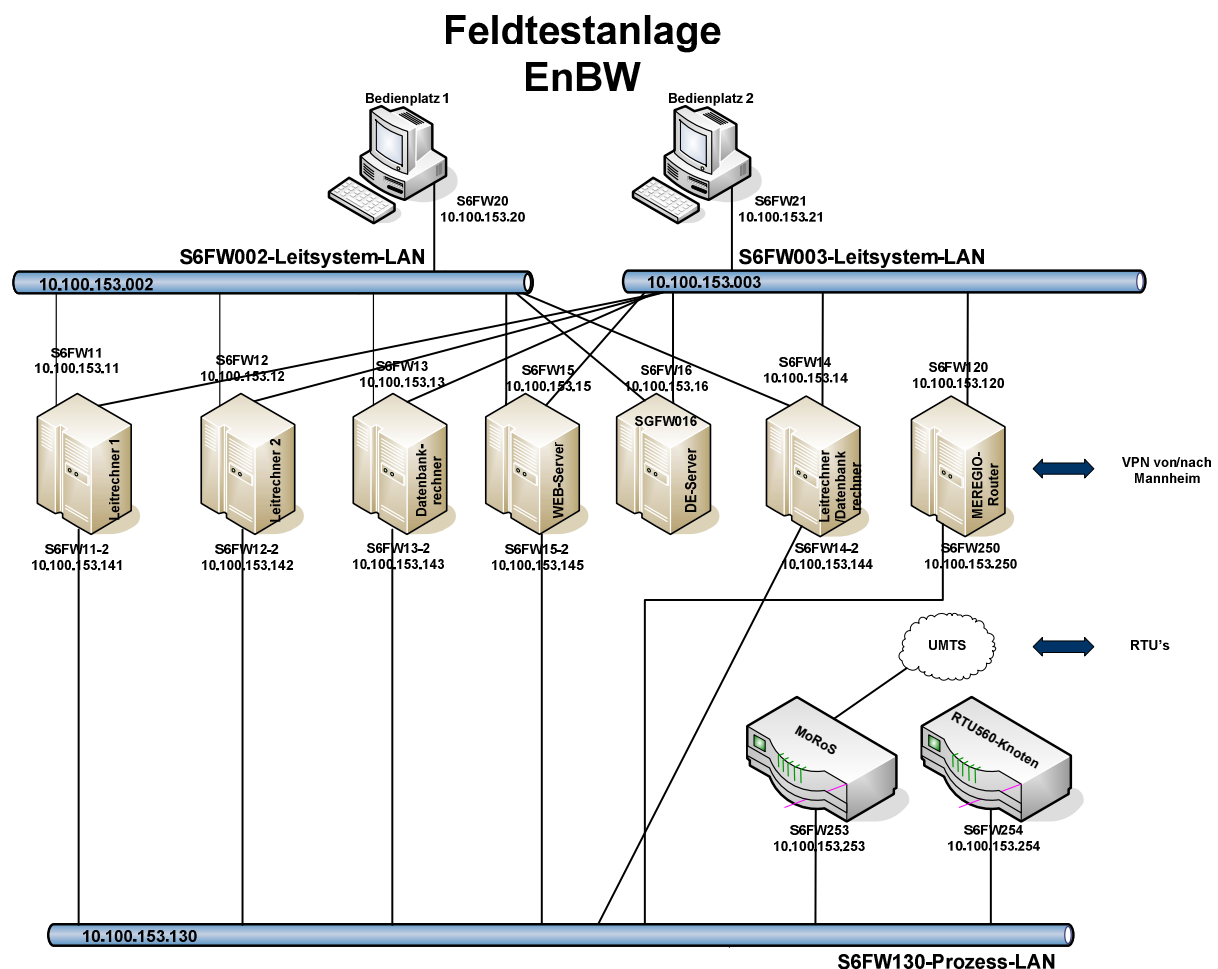 Feldtestanlage
EnBW
Bedienplatz 1
Bedienplatz 2
S6FW20
10.100.153.20
S6FW21
10.100.153.21
S6FW002-Leitsystem-LAN
S6FW003-Leitsystem-LAN
10.100.153.002
10.100.153.003
S6FW11
10.100.153.11
S6FW12
10.100.153.12
S6FW13
10.100.153.13
S6FW15
10.100.153.15
S6FW16
10.100.153.16
S6FW14
10.100.153.14
S6FW120
10.100.153.120
Leitrechner 1
Leitrechner 2
Datenbank-
rechner
WEB-Server
SGFW016
DE-Server
Leitrechner
/Datenbank
rechner
MEREGIO-
Router
VPN von/nach
Mannheim
S6FW11-2
10.100.153.141
S6FW12-2
10.100.153.142
S6FW13-2
10.100.153.143
S6FW15-2
10.100.153.145
S6FW14-2
10.100.153.144
S6FW250
10.100.153.250
UMTS
RTU's
MoRoS
RTU560-Knoten
S6FW253
10.100.153.253
S6FW254
10.100.153.254
10.100.153.130
S6FW130-Prozess-LAN